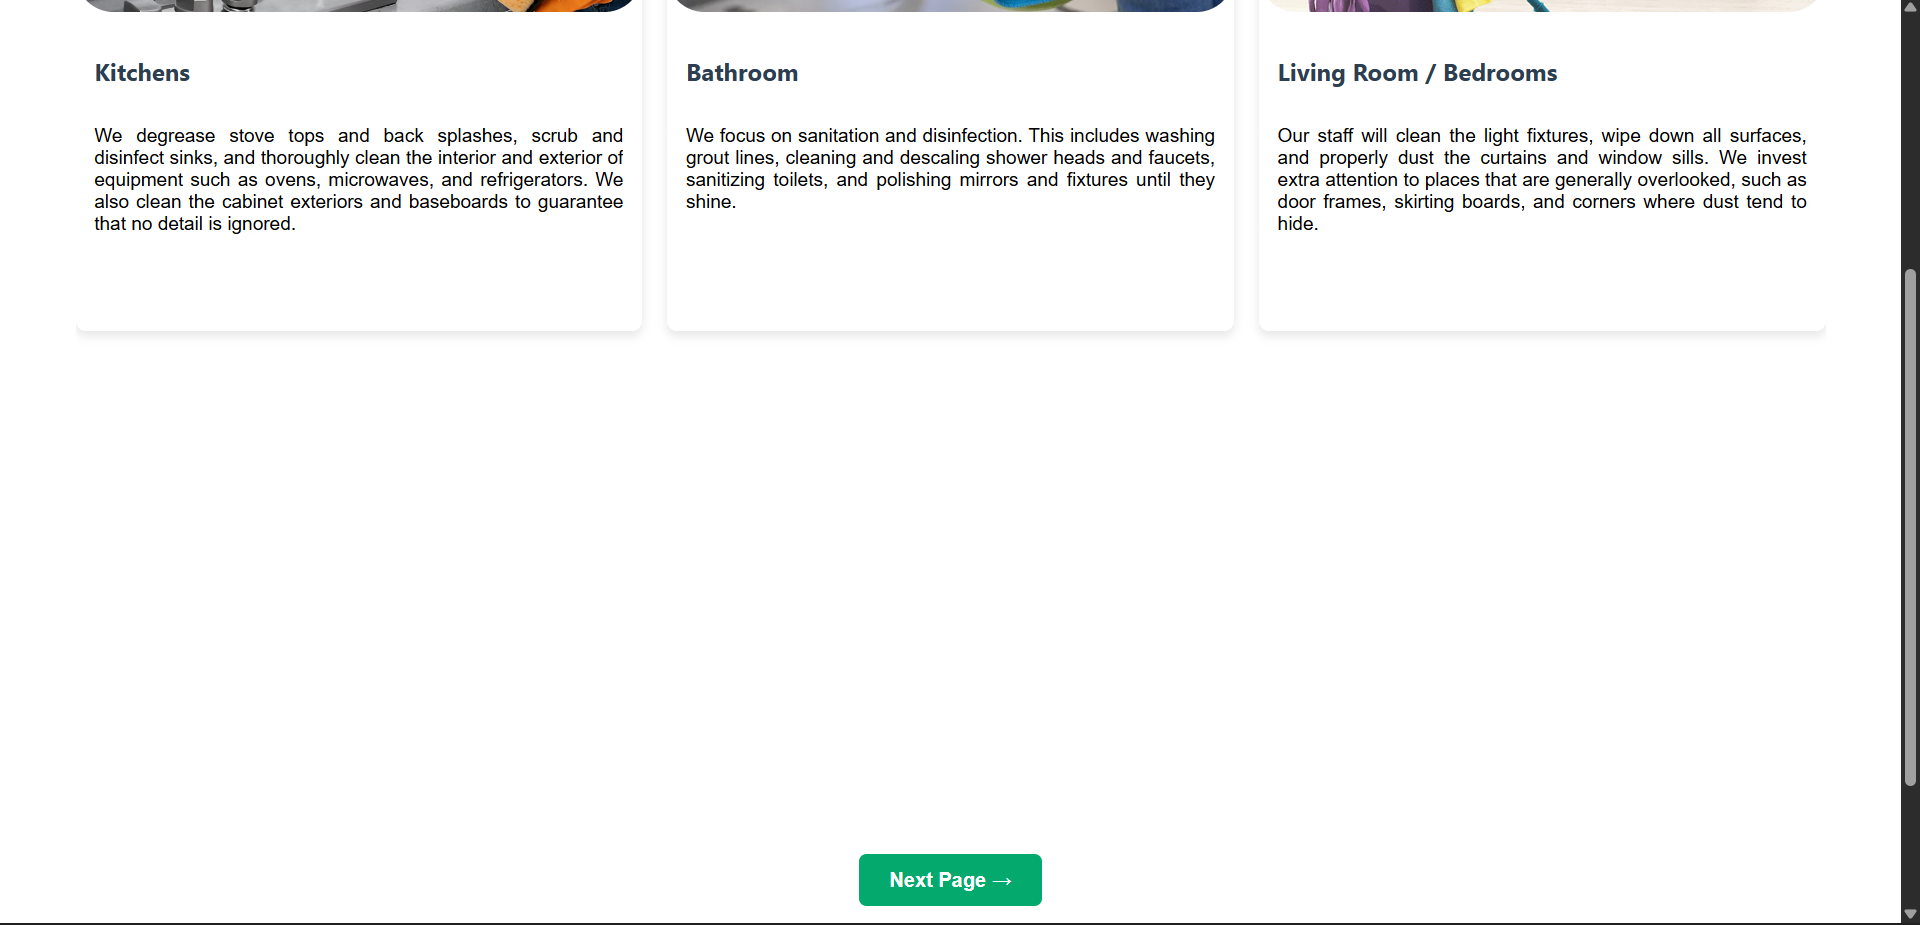 Kitchens
We degrease stove tops and back splashes, scrub and
disinfect sinks, and thoroughly clean the interior and exterior of
equipment such as ovens, microwaves, and refrigerators. We
also clean the cabinet exteriors and baseboards to guarantee
that no detail is ignored.
Bathroom
We focus on sanitation and disinfection. This includes washing
grout lines, cleaning and descaling shower heads and faucets,
sanitizing toilets, and polishing mirrors and fixtures until they
shine.
Living Room / Bedrooms
Our staff will clean the light fixtures, wipe down all surfaces,
and properly dust the curtains and window sills. We invest
extra attention to places that are generally overlooked, such as
door frames, skirting boards, and corners where dust tend to
hide.
Next Page →